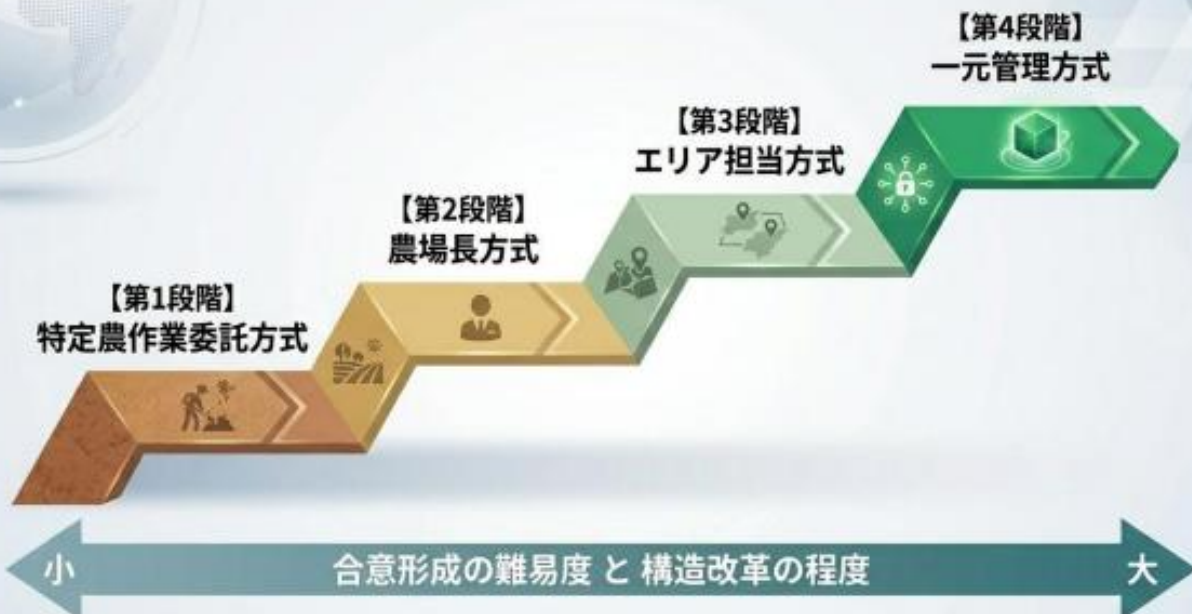 【第4段階】
一元管理方式
【第3段階】
エリア担当方式
【第2段階】
農場長方式
【第1段階】
特定農作業委託方式
小
合意形成の難易度 と 構造改革の程度
大